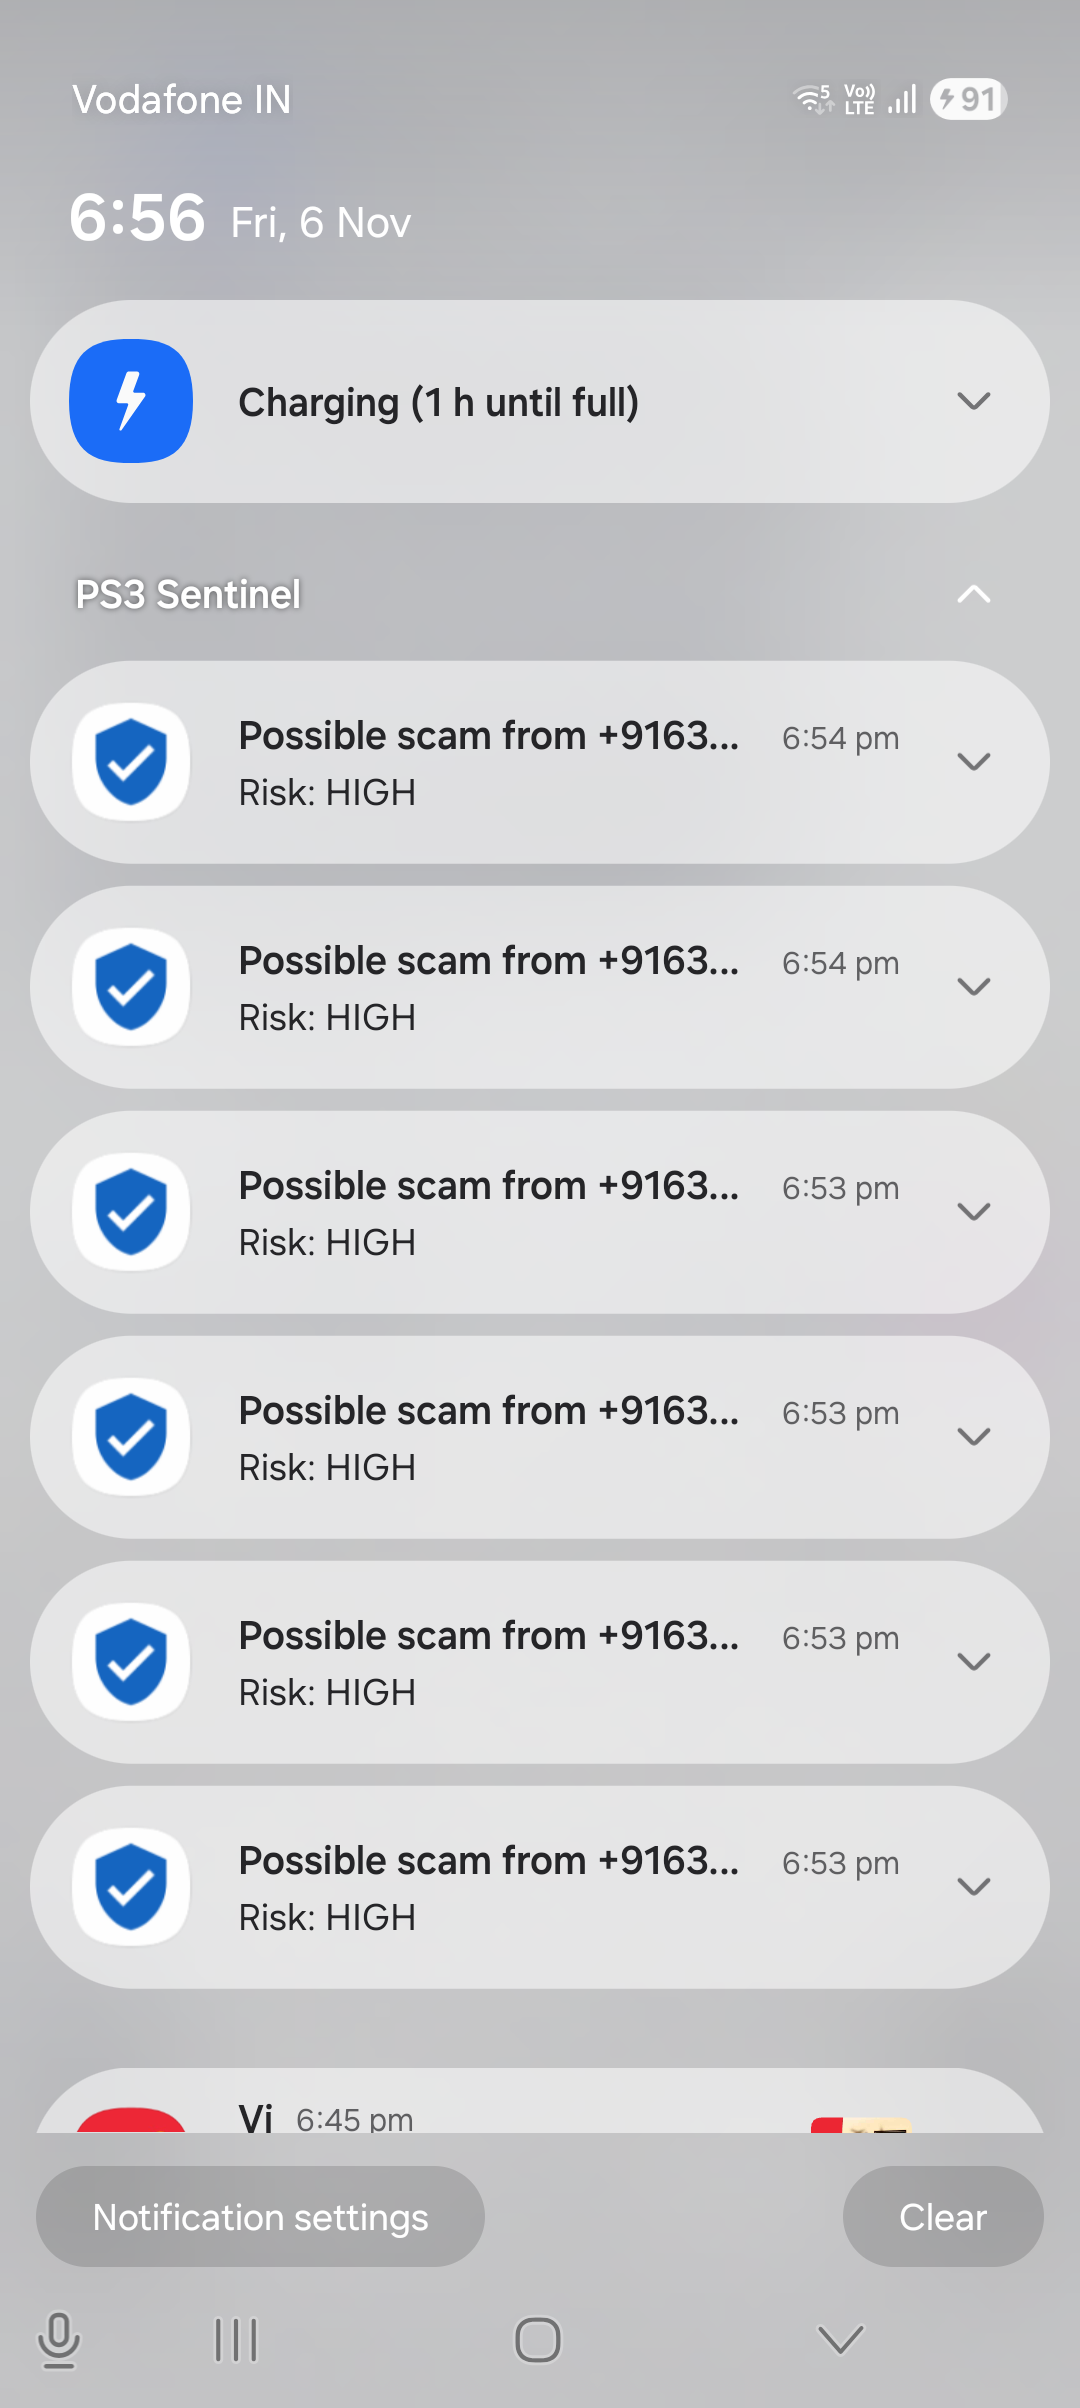 Vodafone IN
5 Vo)) LTE 91
6:56 Fri, 6 Nov
Charging (1 h until full)
PS3 Sentinel
Possible scam from +9163... 6:54 pm
Risk: HIGH
Possible scam from +9163... 6:54 pm
Risk: HIGH
Possible scam from +9163... 6:53 pm
Risk: HIGH
Possible scam from +9163... 6:53 pm
Risk: HIGH
Possible scam from +9163... 6:53 pm
Risk: HIGH
Possible scam from +9163... 6:53 pm
Risk: HIGH
Vi 6:45 pm
Notification settings
Clear